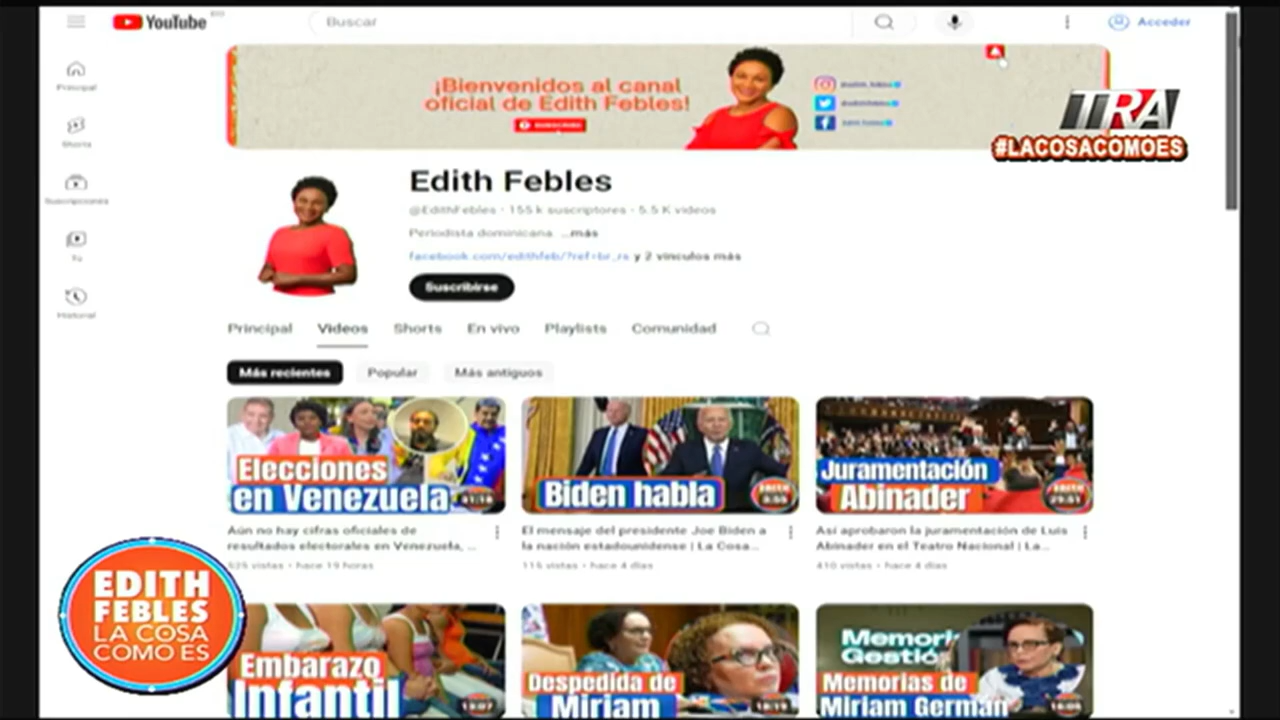 YouTube
Buscar
Acceder
Principal
Shorts
Suscripciones
Tú
Historial
¡Bienvenidos al canal
oficial de Edith Febles!
SUSCRIBIRSE
TRA
#LACOSACOMOES
Edith Febles
@EdithFebles · 155 k suscriptores · 5.5 K videos
Periodista dominicana. ...más
facebook.com/edithfeb/?ref=br_rs y 2 vínculos más
Suscribirse
Principal Videos Shorts En vivo Playlists Comunidad
Más recientes Popular Más antiguos
Elecciones
en Venezuela
Biden habla
Juramentación
Abinader
Aún no hay cifras oficiales de
resultados electorales en Venezuela, ...
vistas • hace 19 horas
El mensaje del presidente Joe Biden a
la nación estadounidense | La Cosa...
115 vistas • hace 4 días
Así aprobaron la juramentación de Luis
Abinader en el Teatro Nacional | La...
410 vistas • hace 4 días
EDITH
FEBLES
LA COSA
COMO ES
Embarazo
Infantil
Despedida de
Miriam
Gestión
Memorias de
Miriam Germán